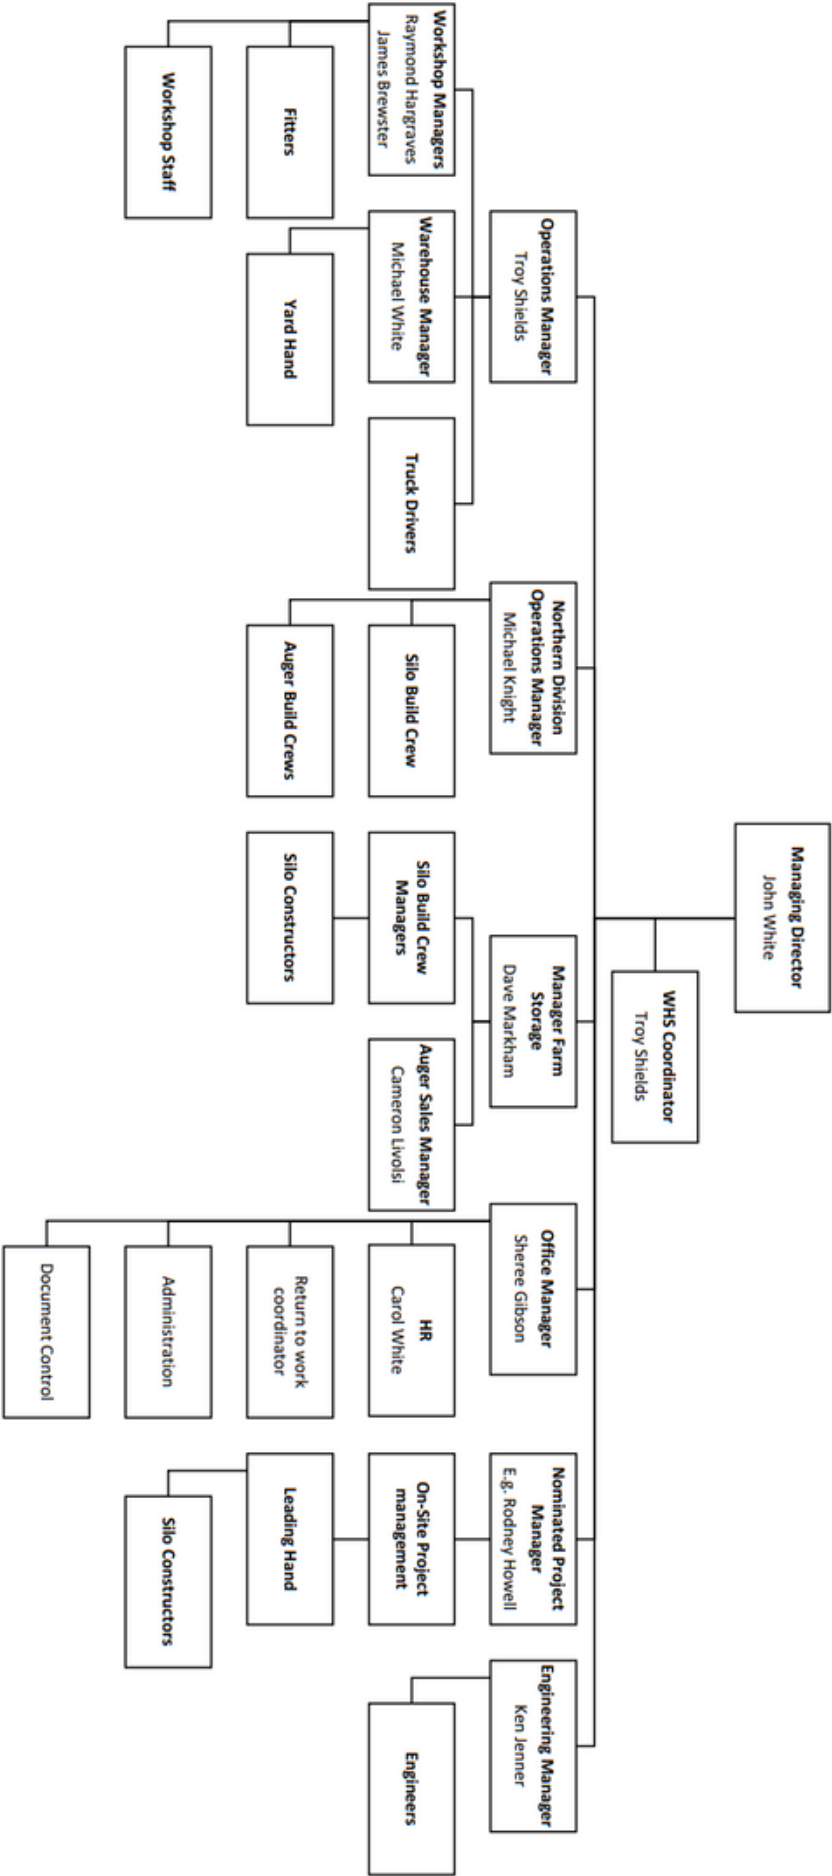 Managing Director
John White
WHS Coordinator
Troy Shields
Operations Manager
Troy Shields
Northern Division
Operations Manager
Michael Knight
Manager Farm
Storage
Dave Markham
Office Manager
Sheree Gibson
Nominated Project
Manager
E.g. Rodney Howell
Engineering Manager
Ken Jenner
Workshop Managers
Raymond Hargraves
James Brewster
Warehouse Manager
Michael White
Truck Drivers
Silo Build Crew
Silo Build Crew
Managers
Auger Sales Manager
Cameron Livolsi
HR
Carol White
On-Site Project
management
Engineers
Fitters
Yard Hand
Auger Build Crews
Silo Constructors
Return to work
coordinator
Leading Hand
Workshop Staff
Administration
Silo Constructors
Document Control